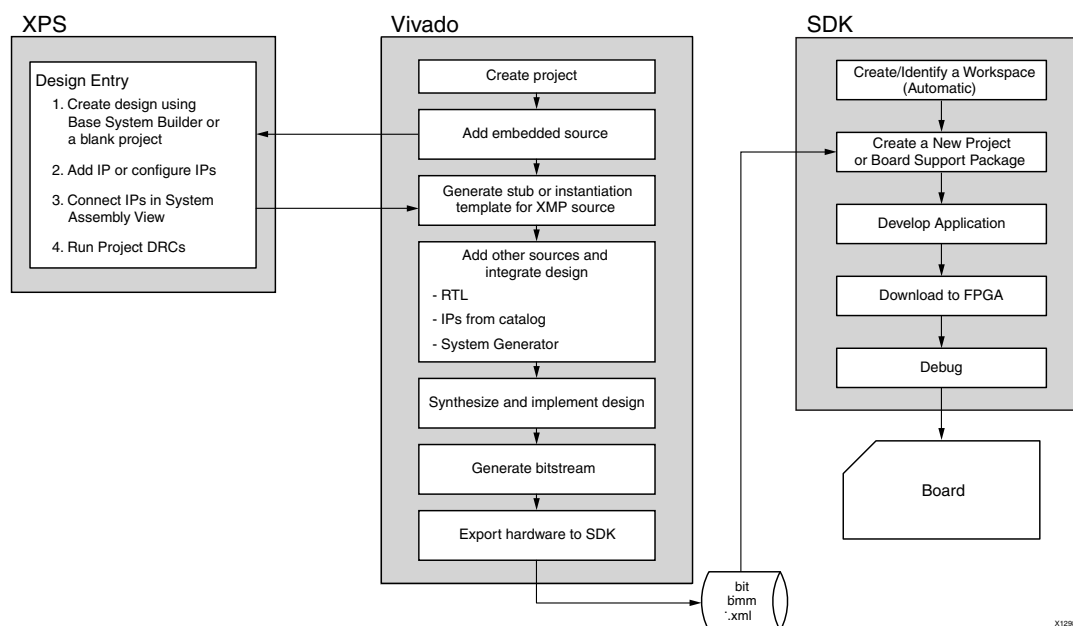 XPS
Design Entry
1. Create design using
Base System Builder or
a blank project
2. Add IP or configure IPs
3. Connect IPs in System
Assembly View
4. Run Project DRCs
Vivado
Create project
Add embedded source
Generate stub or instantiation
template for XMP source
Add other sources and
integrate design
- RTL
- IPs from catalog
- System Generator
Synthesize and implement design
Generate bitstream
Export hardware to SDK
bit
bmm
.xml
SDK
Create/Identify a Workspace
(Automatic)
Create a New Project
or Board Support Package
Develop Application
Download to FPGA
Debug
Board